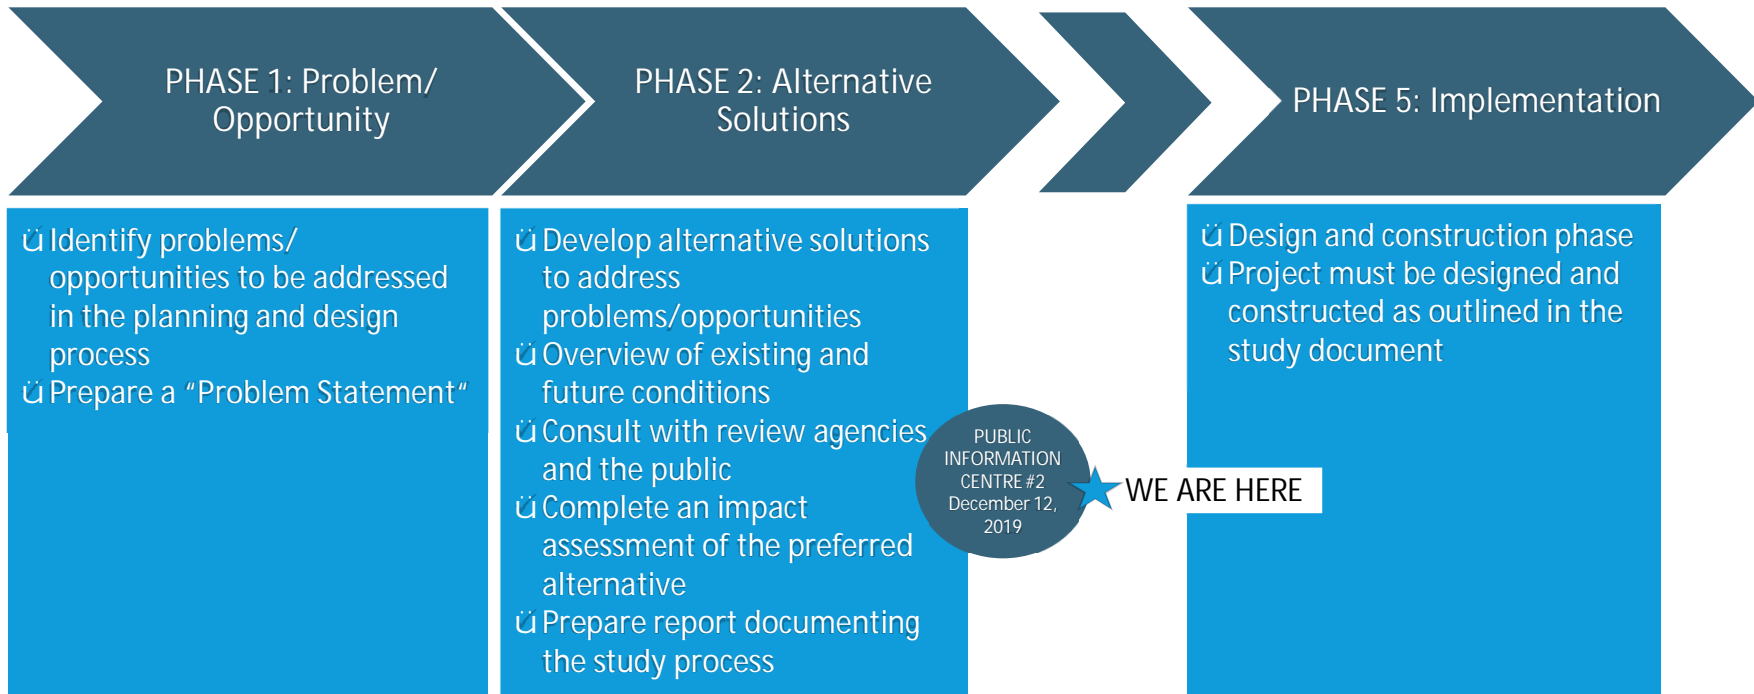 PHASE 1: Problem/
Opportunity
PHASE 2: Alternative
Solutions
PHASE 5: Implementation
ü Identify problems/
opportunities to be addressed
in the planning and design
process
ü Prepare a “Problem Statement“
ü Develop alternative solutions
to address
problems/opportunities
ü Overview of existing and
future conditions
ü Consult with review agencies
and the public
ü Complete an impact
assessment of the preferred
alternative
ü Prepare report documenting
the study process
PUBLIC
INFORMATION
CENTRE #2
December 12,
2019
WE ARE HERE
ü Design and construction phase
ü Project must be designed and
constructed as outlined in the
study document